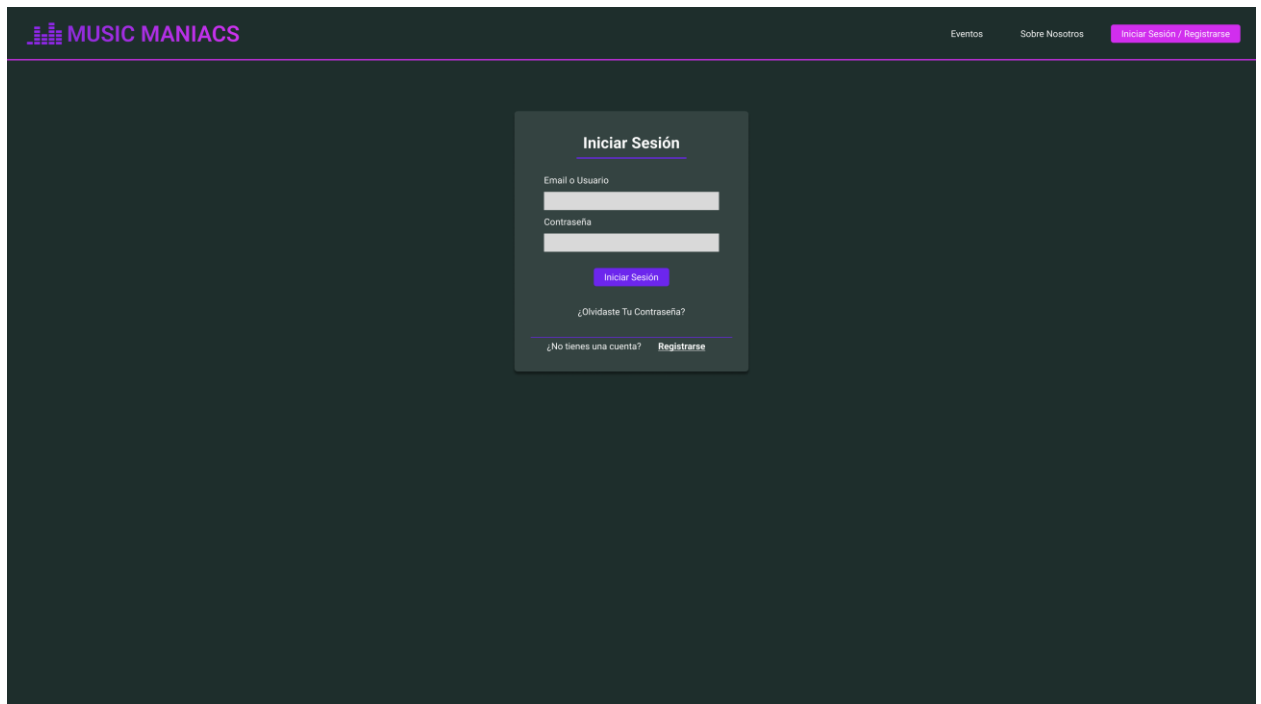 MUSIC MANIACS
Eventos
Sobre Nosotros
Iniciar Sesión / Registrarse
Iniciar Sesión
Email o Usuario
Contraseña
Iniciar Sesión
¿Olvidaste Tu Contraseña?
¿No tienes una cuenta? Registrarse